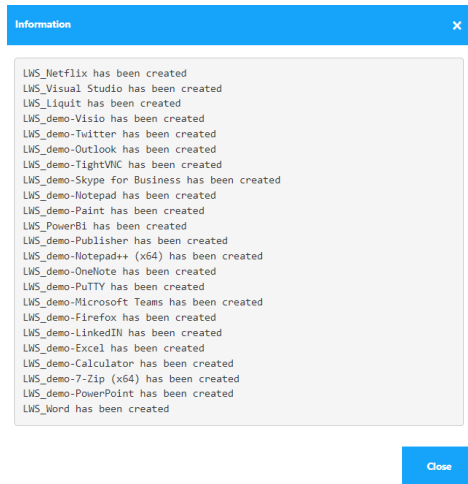 Information
×
LWS_Netflix has been created
LWS_Visual Studio has been created
LWS_Liquit has been created
LWS_demo-Visio has been created
LWS_demo-Twitter has been created
LWS_demo-Outlook has been created
LWS_demo-TightVNC has been created
LWS_demo-Skype for Business has been created
LWS_demo-Notepad has been created
LWS_demo-Paint has been created
LWS_PowerBi has been created
LWS_demo-Publisher has been created
LWS_demo-Notepad++ (x64) has been created
LWS_demo-OneNote has been created
LWS_demo-PuTTY has been created
LWS_demo-Microsoft Teams has been created
LWS_demo-Firefox has been created
LWS_demo-LinkedIN has been created
LWS_demo-Excel has been created
LWS_demo-Calculator has been created
LWS_demo-7-Zip (x64) has been created
LWS_demo-PowerPoint has been created
LWS_Word has been created
Close